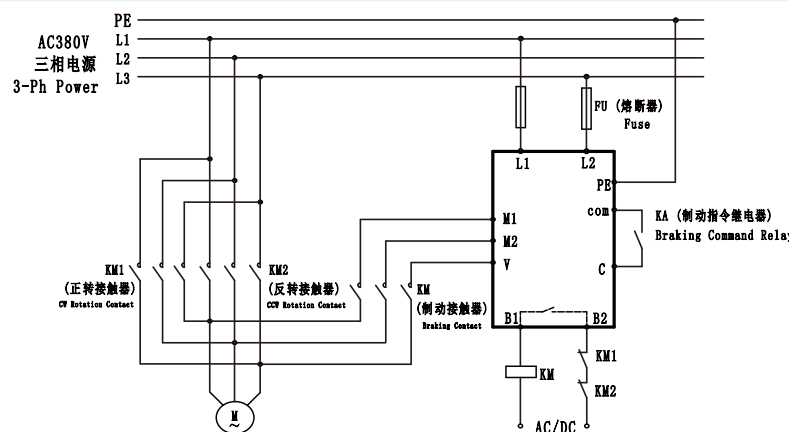 PE
AC380V
L1
三相电源
L2
L3
3-Ph Power
FU (熔断器)
Fuse
L1
L2
PE
com
KA (制动指令继电器)
Braking Command Relay
C
M1
M2
V
KM1
(正转接触器)
CW Rotation Contact
KM2
(反转接触器)
CCW Rotation Contact
KM
(制动接触器)
Braking Contact
B1
B2
KM
KM1
KM2
M
~
AC/DC